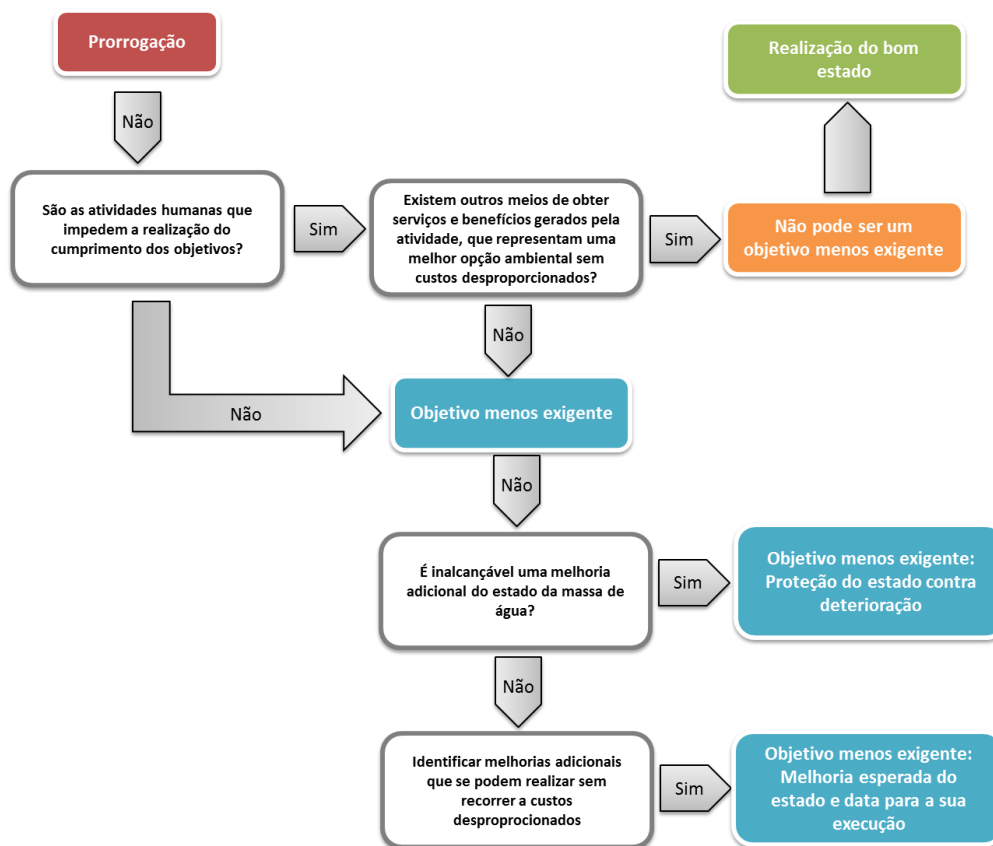 Prorrogação
Realização do bom
estado
Não
São as atividades humanas que
impedem a realização do
cumprimento dos objetivos?
Sim
Existem outros meios de obter
serviços e benefícios gerados pela
atividade, que representam uma
melhor opção ambiental sem
custos desproporcionados?
Sim
Não pode ser um
objetivo menos exigente
Não
Não
Objetivo menos exigente
Não
É inalcançável uma melhoria
adicional do estado da massa de
água?
Sim
Objetivo menos exigente:
Proteção do estado contra
deterioração
Não
Identificar melhorias adicionais
que se podem realizar sem
recorrer a custos
desproprocionados
Sim
Objetivo menos exigente:
Melhoria esperada do
estado e data para a sua
execução